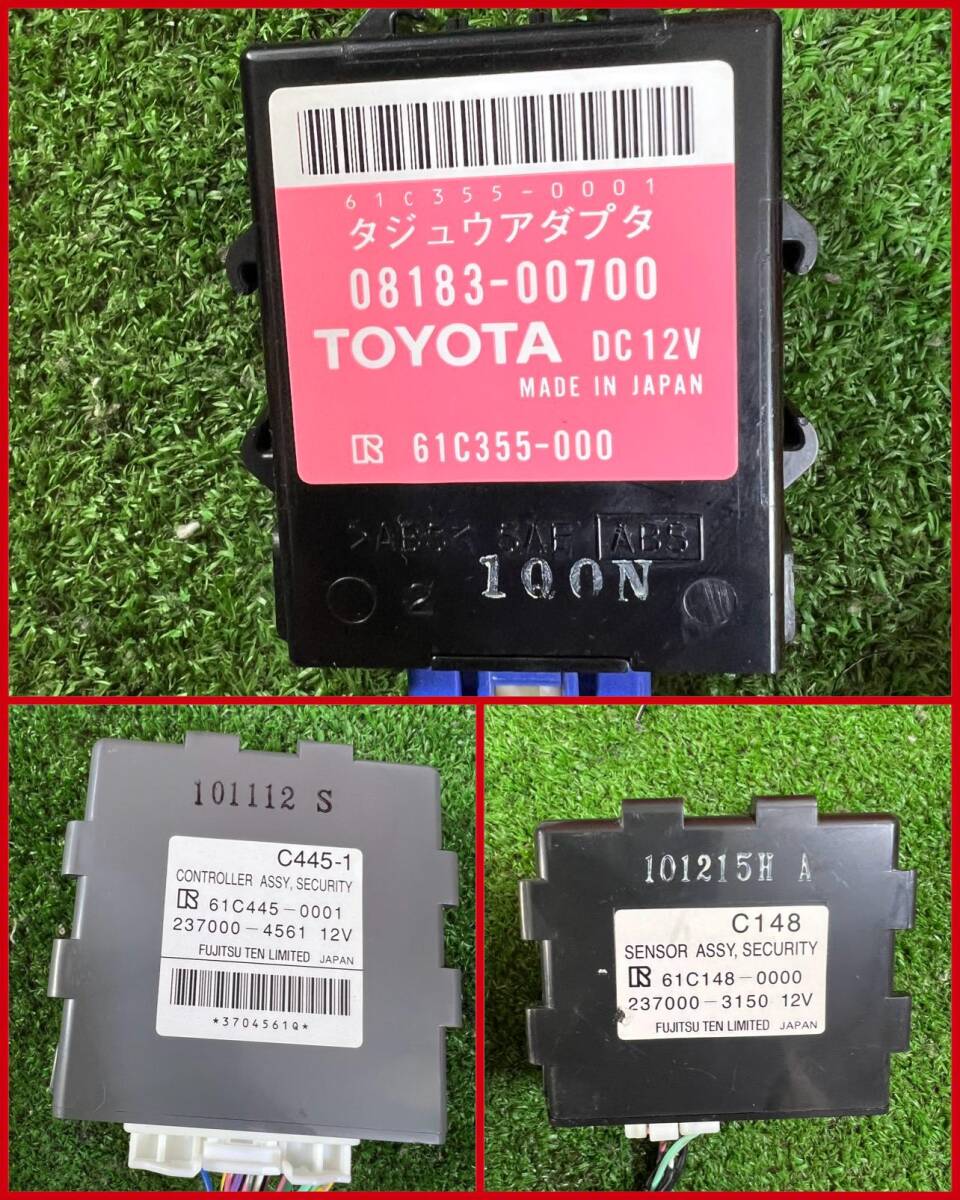 61C355-0001
タジュウアダプタ
08183-00700
TOYOTA DC 12V
MADE IN JAPAN
R 61C355-000
>ABS< 5AF ABS
1Q0N
2
101112 S
C445-1
CONTROLLER ASSY, SECURITY
R 61C445-0001
237000-4561 12V
FUJITSU TEN LIMITED JAPAN
*3704561Q*
101215H A
C148
SENSOR ASSY, SECURITY
R 61C148-0000
237000-3150 12V
FUJITSU TEN LIMITED JAPAN